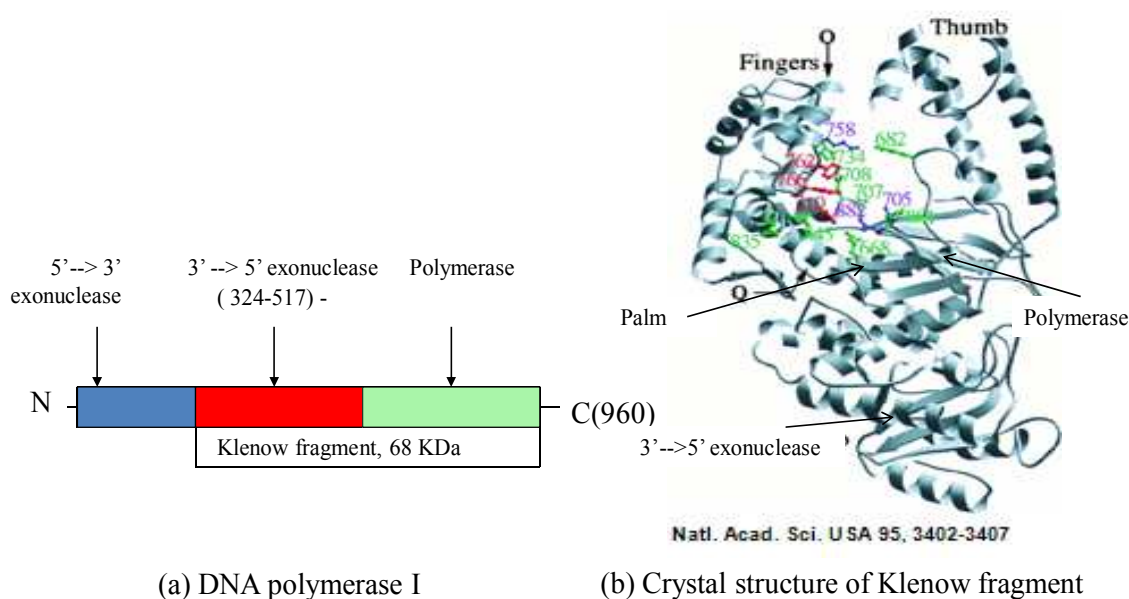 5’--> 3’
exonuclease
3’ --> 5’ exonuclease
( 324-517) -
Polymerase
N
C(960)
Klenow fragment, 68 KDa
(a) DNA polymerase I
Fingers
O
Thumb
758
682
734
762
708
766
707
705
835
668
Q
Palm
Polymerase
3’-->5’ exonuclease
Natl. Acad. Sci. USA 95, 3402-3407
(b) Crystal structure of Klenow fragment